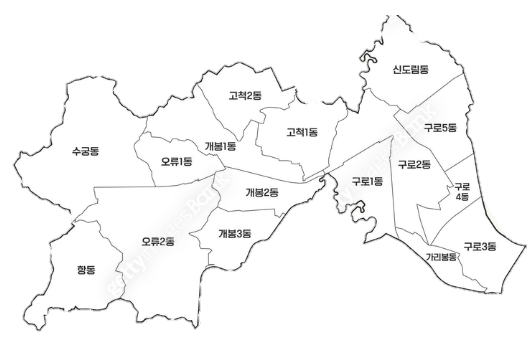 신도림동
고척2동
구로5동
고척1동
개봉1동
수궁동
오류1동
구로2동
구로1동
구로
4동
개봉2동
개봉3동
오류2동
구로3동
가리봉동
항동